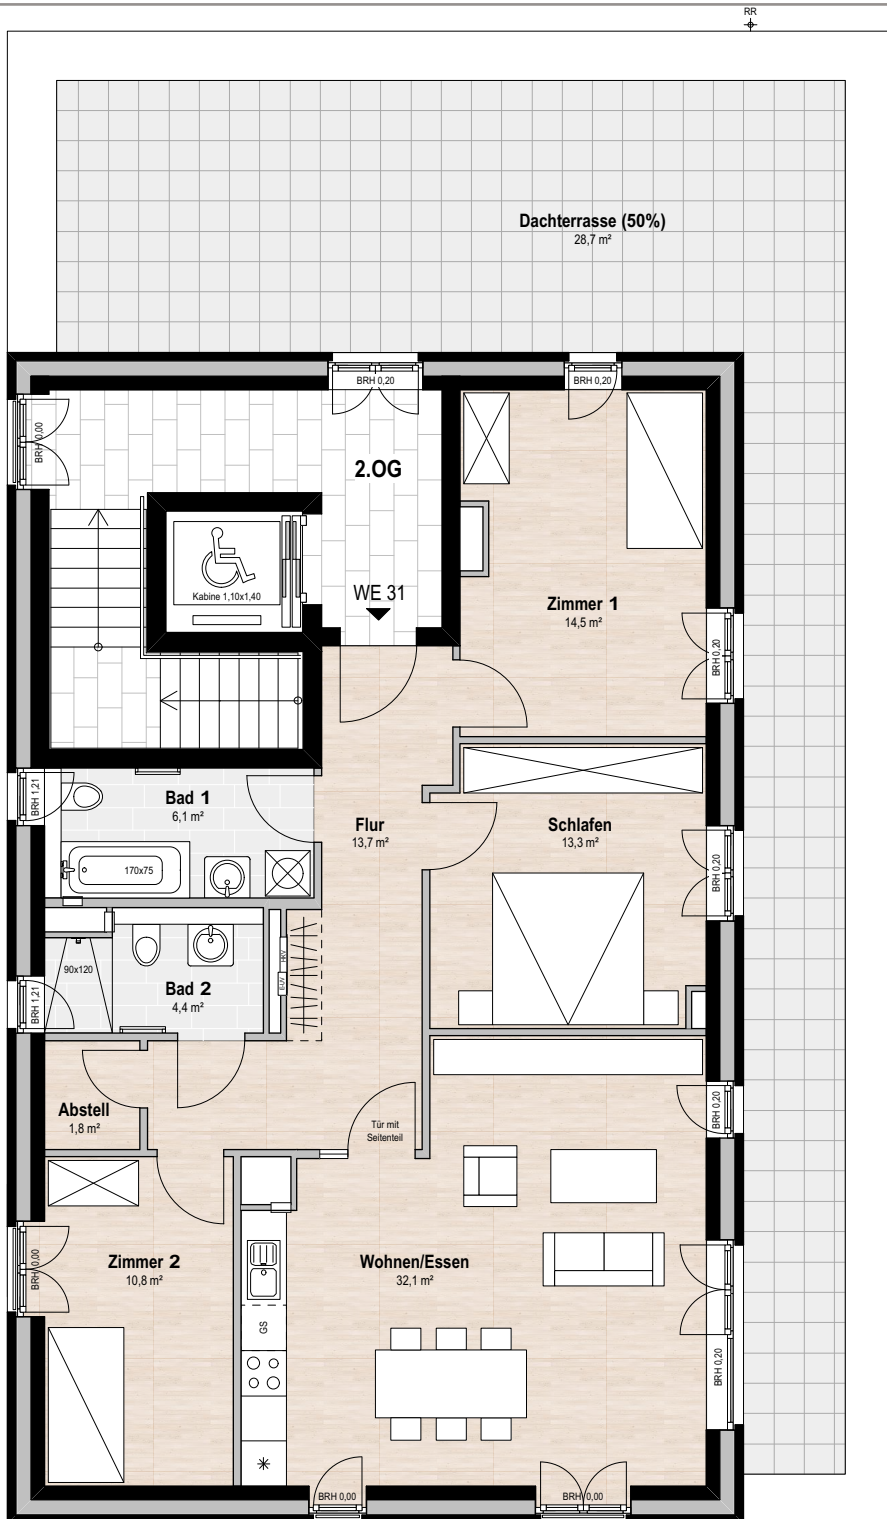 RR
Dachterrasse (50%)
28,7 m²
BRH 0,20
BRH 0,20
BRH 0,00
2.OG
Kabine 1,10x1,40
WE 31
Zimmer 1
14,5 m²
BRH 0,20
BRH 1,21
Bad 1
6,1 m²
170x75
Flur
13,7 m²
Schlafen
13,3 m²
BRH 0,20
90x120
HKV
E-UV
BRH 1,21
Bad 2
4,4 m²
Abstell
1,8 m²
Tür mit
Seitenteil
BRH 0,20
Zimmer 2
10,8 m²
BRH 0,00
Wohnen/Essen
32,1 m²
GS
BRH 0,20
BRH 0,00
BRH 0,00